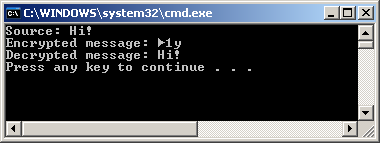 C:\WINDOWS\system32\cmd.exe
Source: Hi!
Encrypted message: ►1y
Decrypted message: Hi!
Press any key to continue . . .